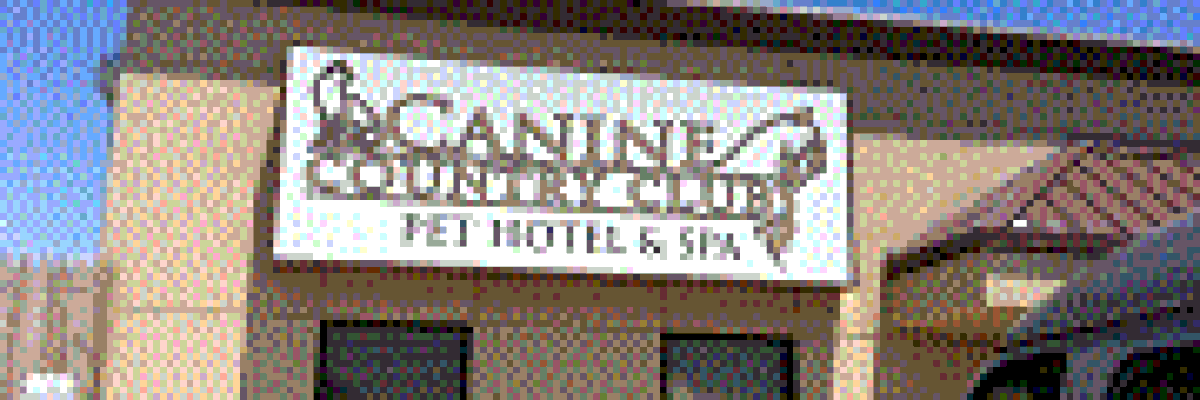 CANINE
COUNTRY CLUB
PET HOTEL & SPA